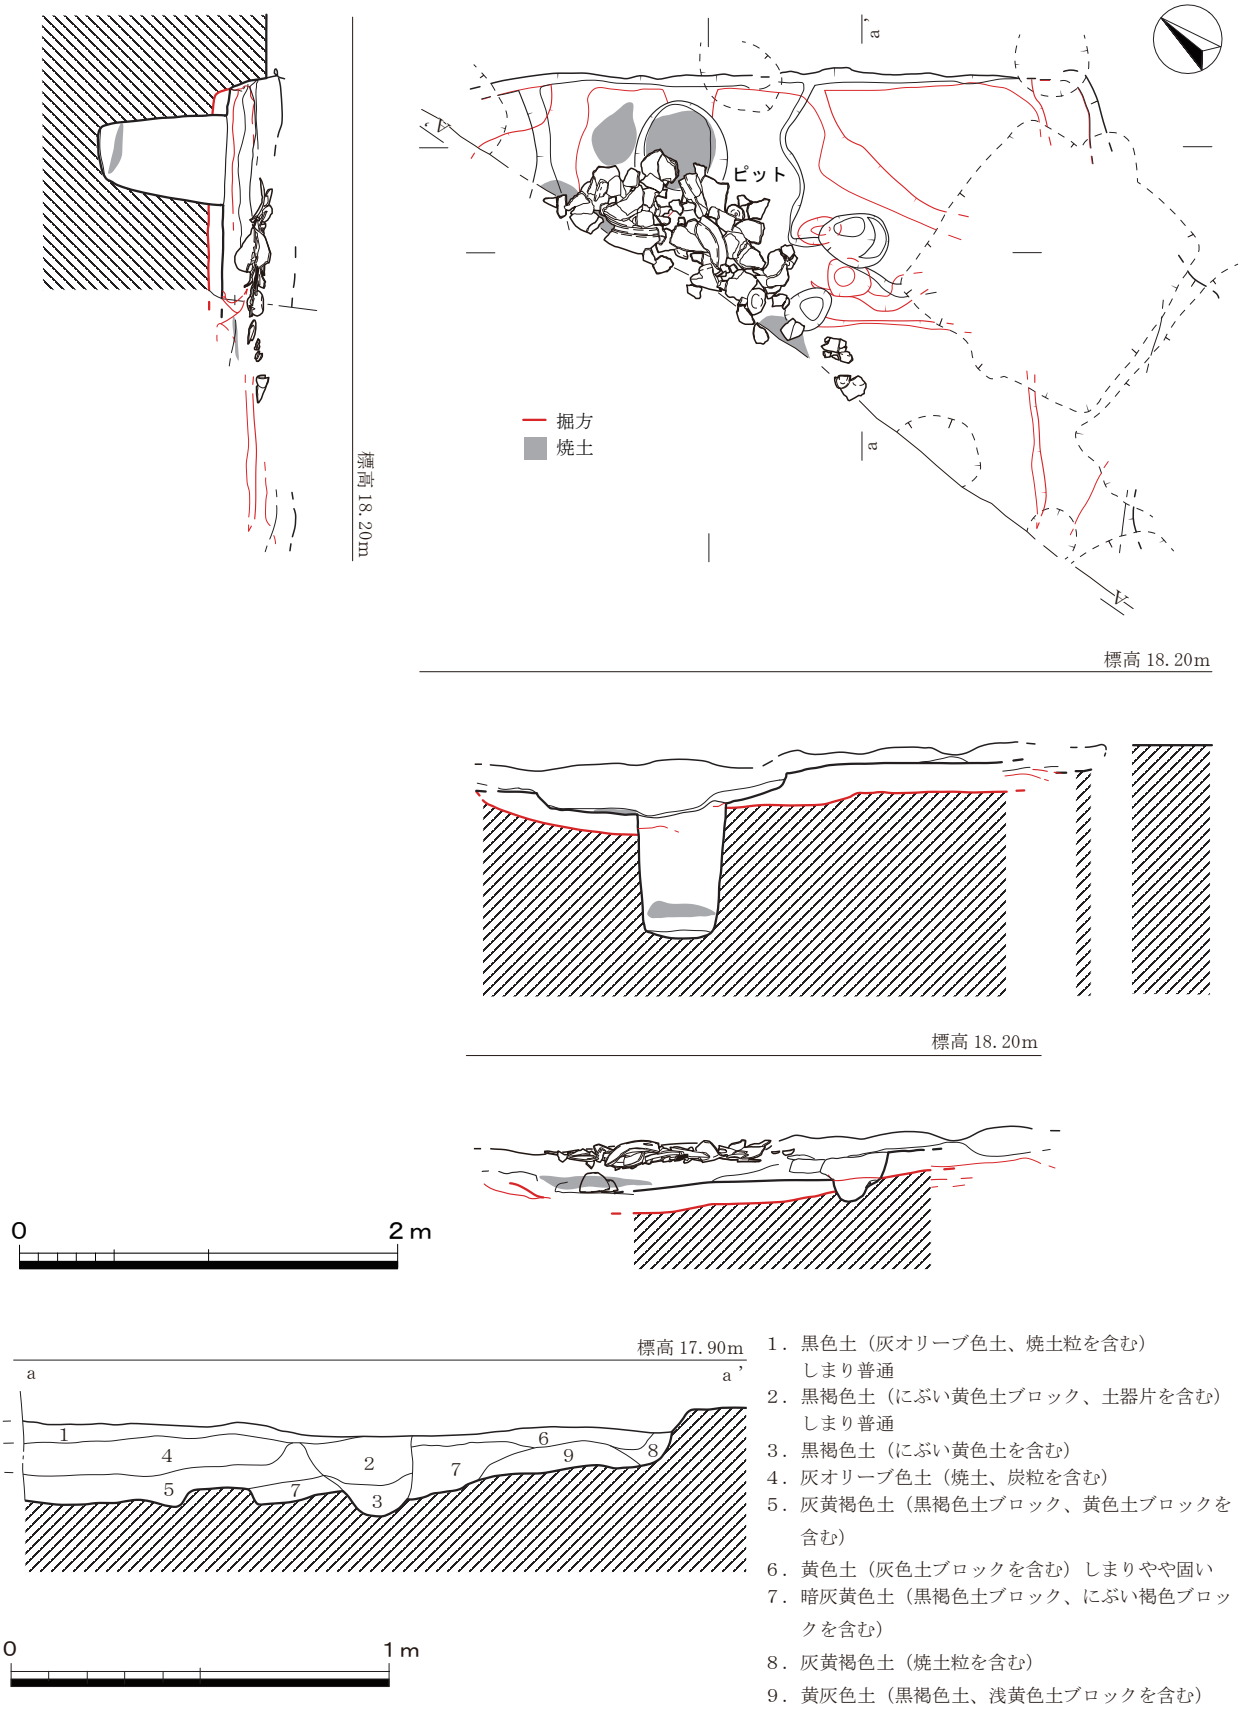 a’
A’
ピット
掘方
焼土
a
標高 18.20m
A
標高 18.20m
標高 18.20m
0 2 m
標高 17.90m
a a’
1
2
3
4
5
6
7
7
8
9
0 1 m
1. 黒色土（灰オリーブ色土、焼土粒を含む）
しまり普通
2. 黒褐色土（にぶい黄色土ブロック、土器片を含む）
しまり普通
3. 黒褐色土（にぶい黄色土を含む）
4. 灰オリーブ色土（焼土、炭粒を含む）
5. 灰黄褐色土（黒褐色土ブロック、黄色土ブロックを
含む）
6. 黄色土（灰色土ブロックを含む）しまりやや固い
7. 暗灰黄色土（黒褐色土ブロック、にぶい褐色ブロッ
クを含む）
8. 灰黄褐色土（焼土粒を含む）
9. 黄灰色土（黒褐色土、浅黄色土ブロックを含む）